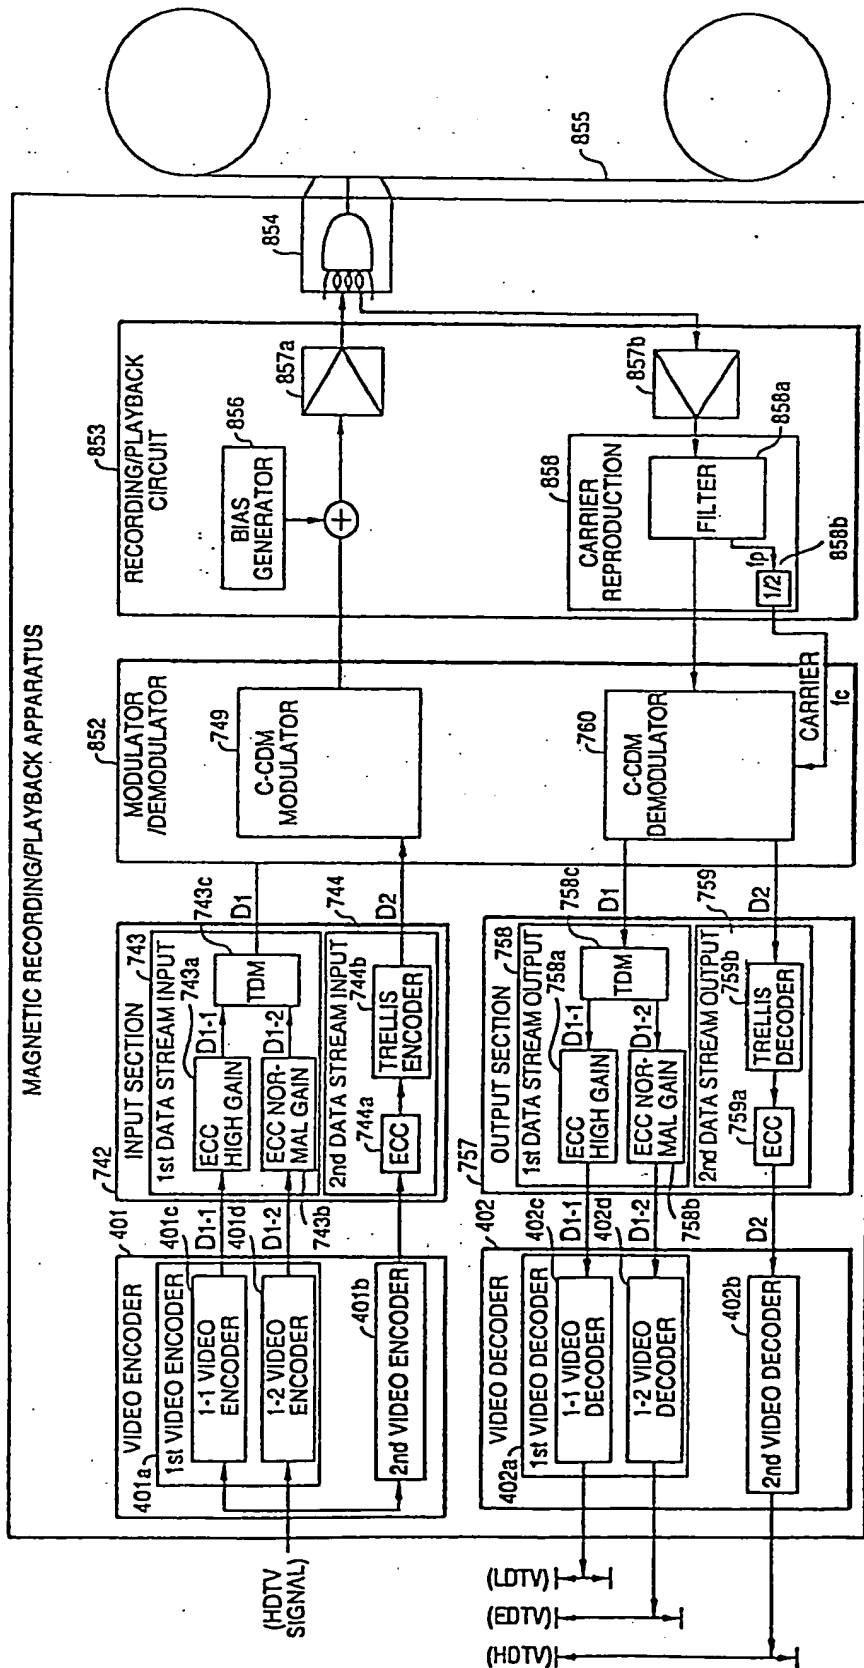 MAGNETIC RECORDING/PLAYBACK APPARATUS
401
VIDEO ENCODER
401a
1st VIDEO ENCODER
401c
1-1 VIDEO
ENCODER
401d
1-2 VIDEO
ENCODER
401b
2nd VIDEO ENCODER
(HDTV
SIGNAL)
D1-1
D1-2
742
INPUT SECTION
743
1st DATA STREAM INPUT
743a
ECC
HIGH GAIN
743b
ECC NOR-
MAL GAIN
D1-1
D1-2
743c
TDM
D1
744
2nd DATA STREAM INPUT
744a
ECC
744b
TRELLIS
ENCODER
D2
852
MODULATOR
/DEMODULATOR
749
C-CDM
MODULATOR
853
RECORDING/PLAYBACK
CIRCUIT
856
BIAS
GENERATOR
+
857a
854
855
402
VIDEO DECODER
402a
1st VIDEO DECODER
402c
1-1 VIDEO
DECODER
402d
1-2 VIDEO
DECODER
402b
2nd VIDEO DECODER
(LDTV)
(EDTV)
(HDTV)
D1-1
D1-2
D2
757
OUTPUT SECTION
758
1st DATA STREAM OUTPUT
758a
ECC
HIGH GAIN
758b
ECC NOR-
MAL GAIN
D1-1
D1-2
758c
TDM
D1
759
2nd DATA STREAM OUTPUT
759a
ECC
759b
TRELLIS
DECODER
D2
760
C-CDM
DEMODULATOR
CARRIER
fc
858
CARRIER
REPRODUCTION
858a
FILTER
fp
1/2
858b
857b